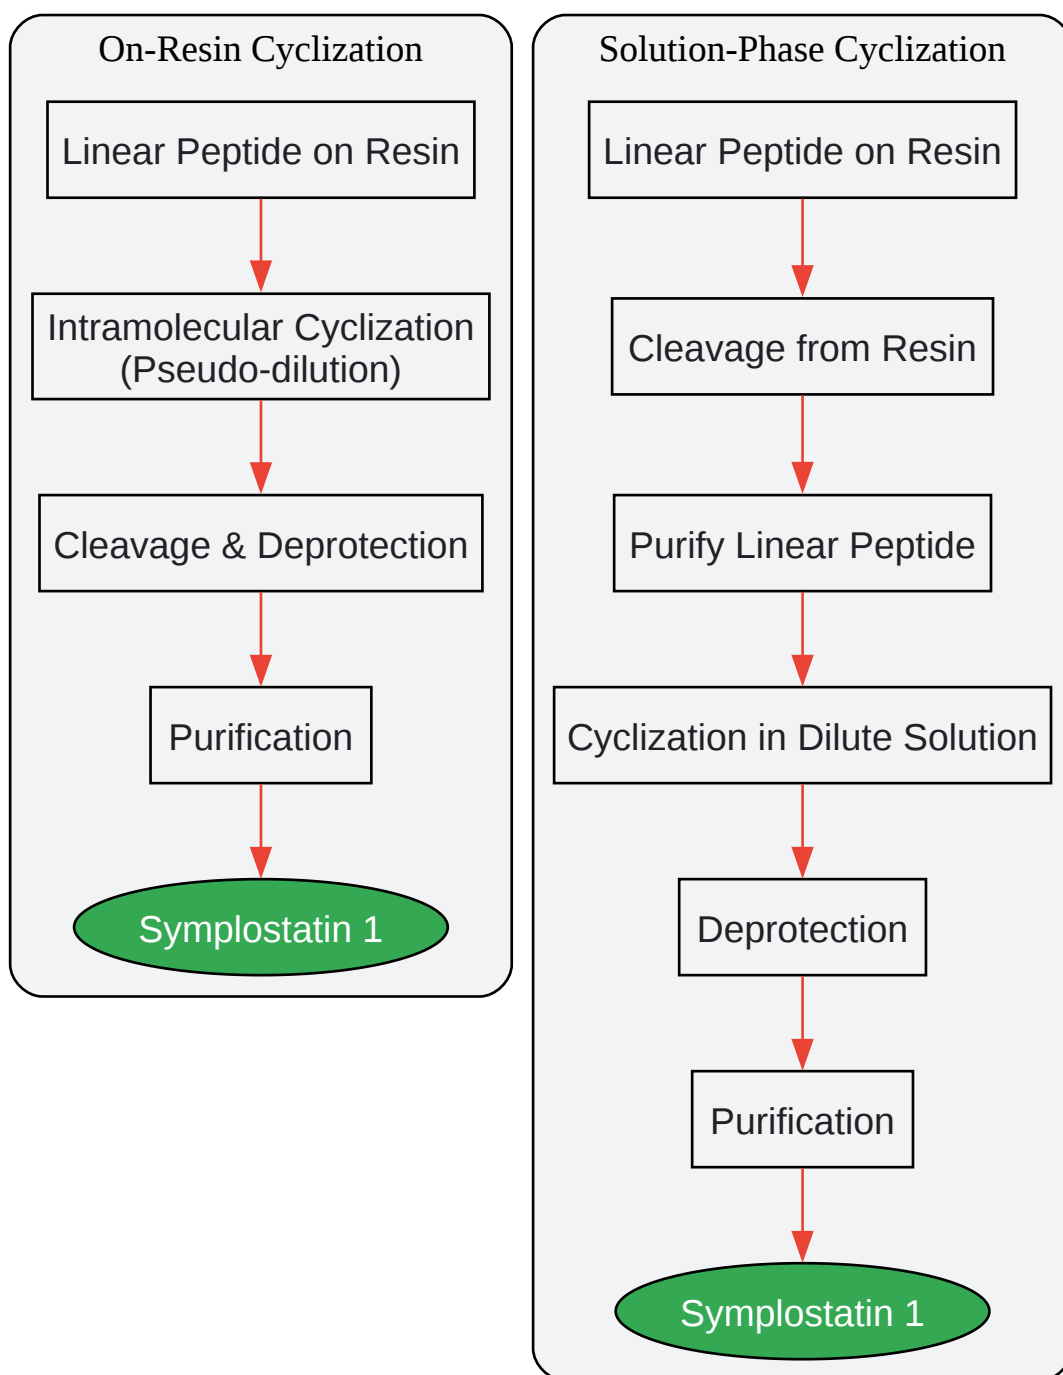 On-Resin Cyclization
Linear Peptide on Resin
Intramolecular Cyclization
(Pseudo-dilution)
Cleavage & Deprotection
Purification
Symplostatin 1
Solution-Phase Cyclization
Linear Peptide on Resin
Cleavage from Resin
Purify Linear Peptide
Cyclization in Dilute Solution
Deprotection
Purification
Symplostatin 1